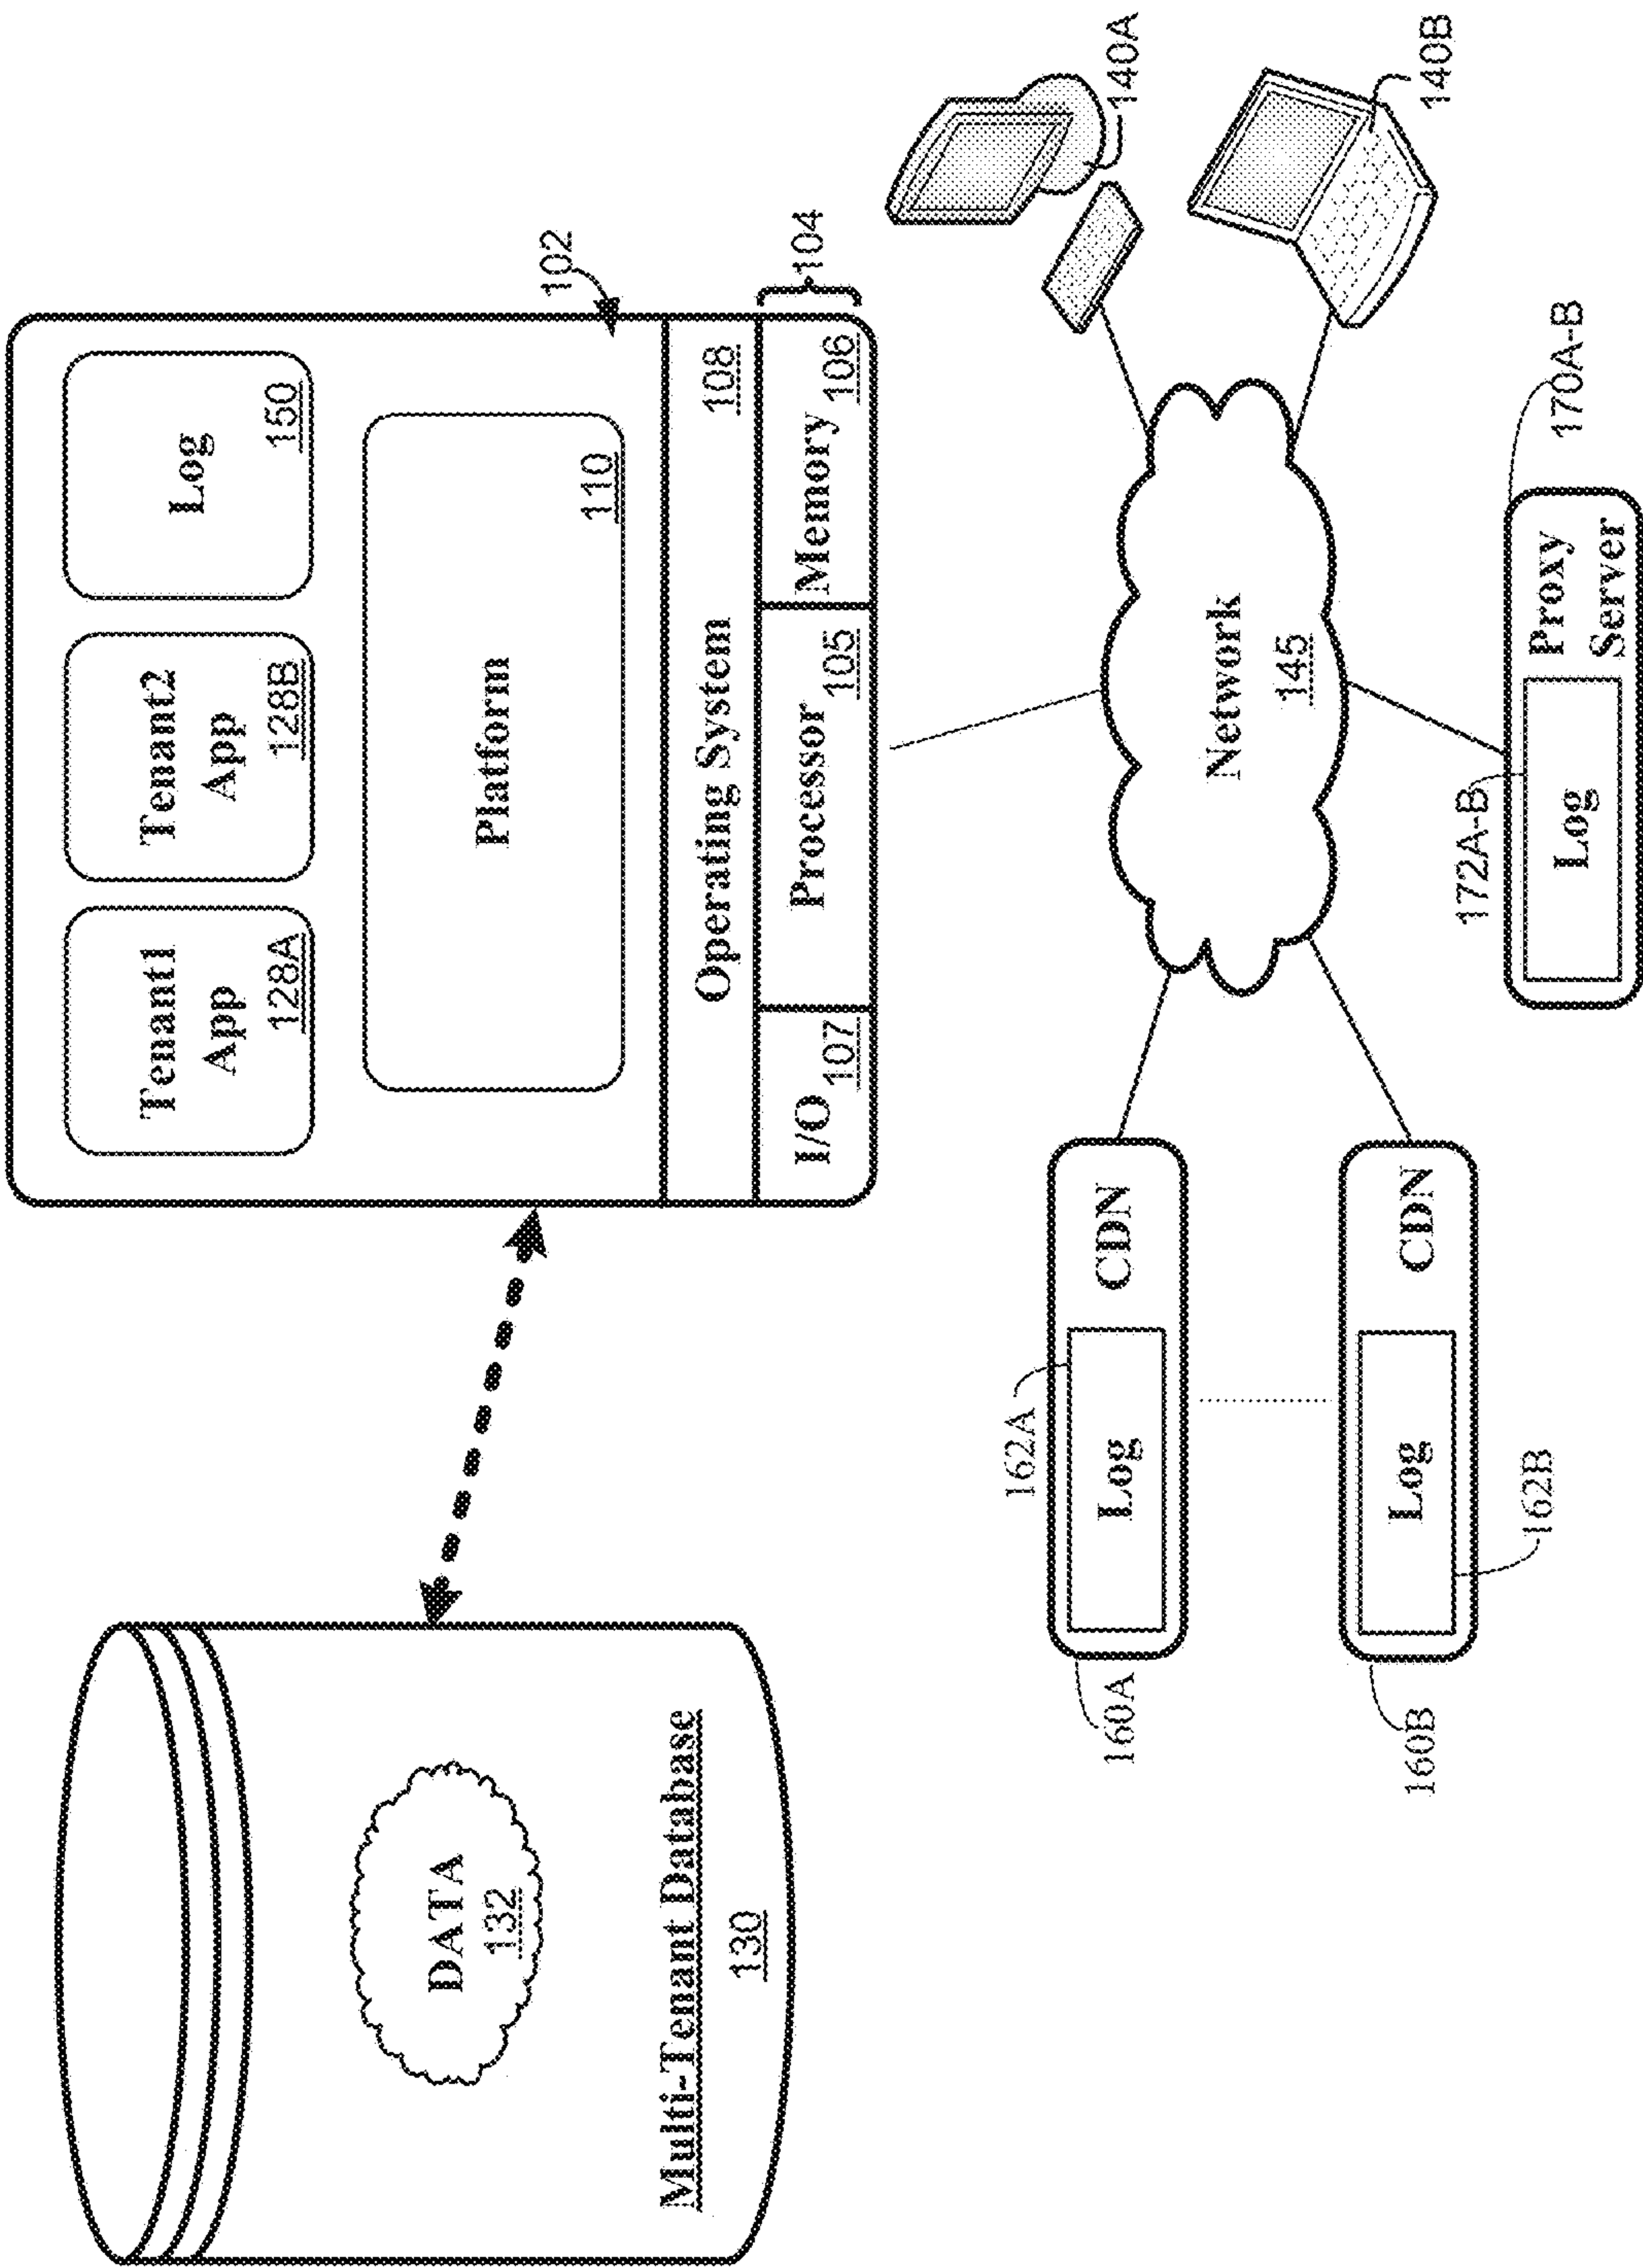 Tenant1
App
128A
Tenant2
App
128B
Log
150
Platform
110
102
Operating System
108
I/O
107
Processor
105
Memory
106
104
DATA
132
Multi-Tenant Database
130
162A
Log
CDN
160A
Log
CDN
160B
162B
Network
145
172A-B
Log
Proxy
Server
170A-B
140A
140B